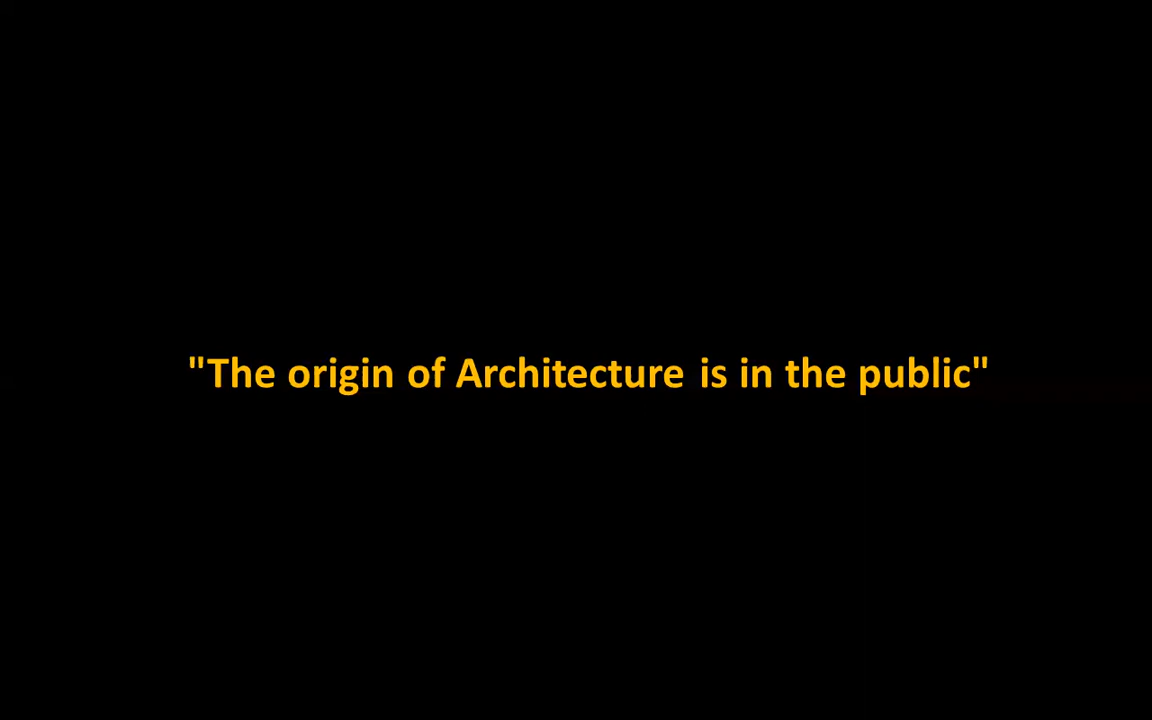 "The origin of Architecture is in the public"